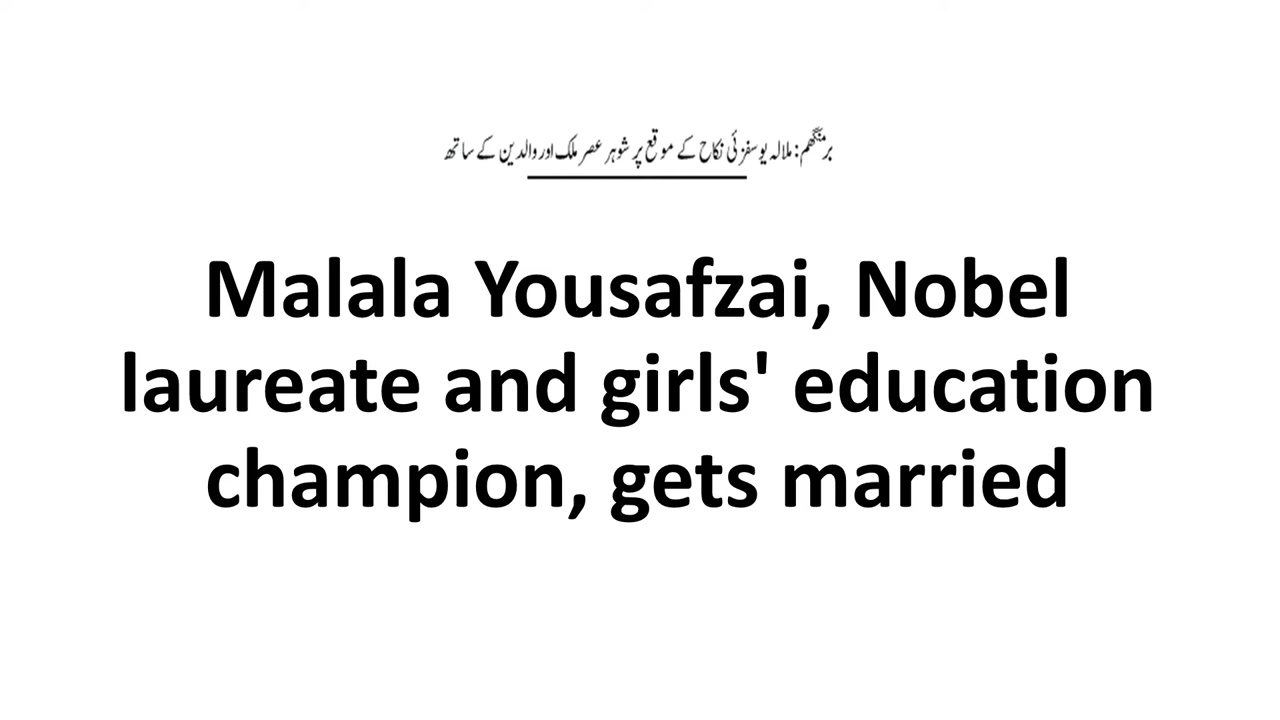 برمنگھم: ملالہ یوسفزئی نکاح کے موقع پر شوہر عصر ملک اور والدین کے ساتھ
Malala Yousafzai, Nobel
laureate and girls' education
champion, gets married